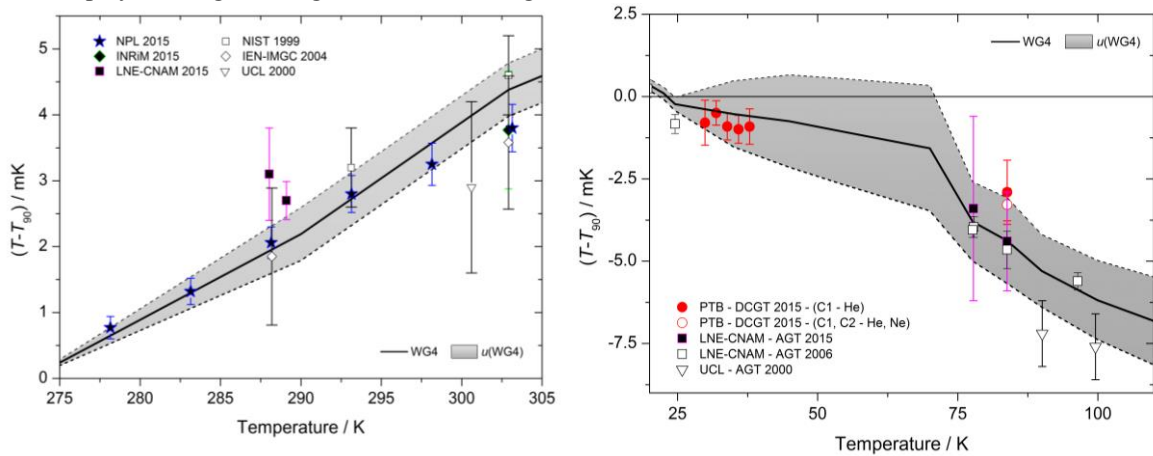 NPL 2015
INRiM 2015
LNE-CNAM 2015
NIST 1999
IEN-IMGC 2004
UCL 2000
WG4
u(WG4)
(T-T90) / mK
5
4
3
2
1
0
275
280
285
290
295
300
305
Temperature / K
WG4
u(WG4)
(T-T90) / mK
2.5
0.0
-2.5
-5.0
-7.5
PTB - DCGT 2015 - (C1 - He)
PTB - DCGT 2015 - (C1, C2 - He, Ne)
LNE-CNAM - AGT 2015
LNE-CNAM - AGT 2006
UCL - AGT 2000
25
50
75
100
Temperature / K